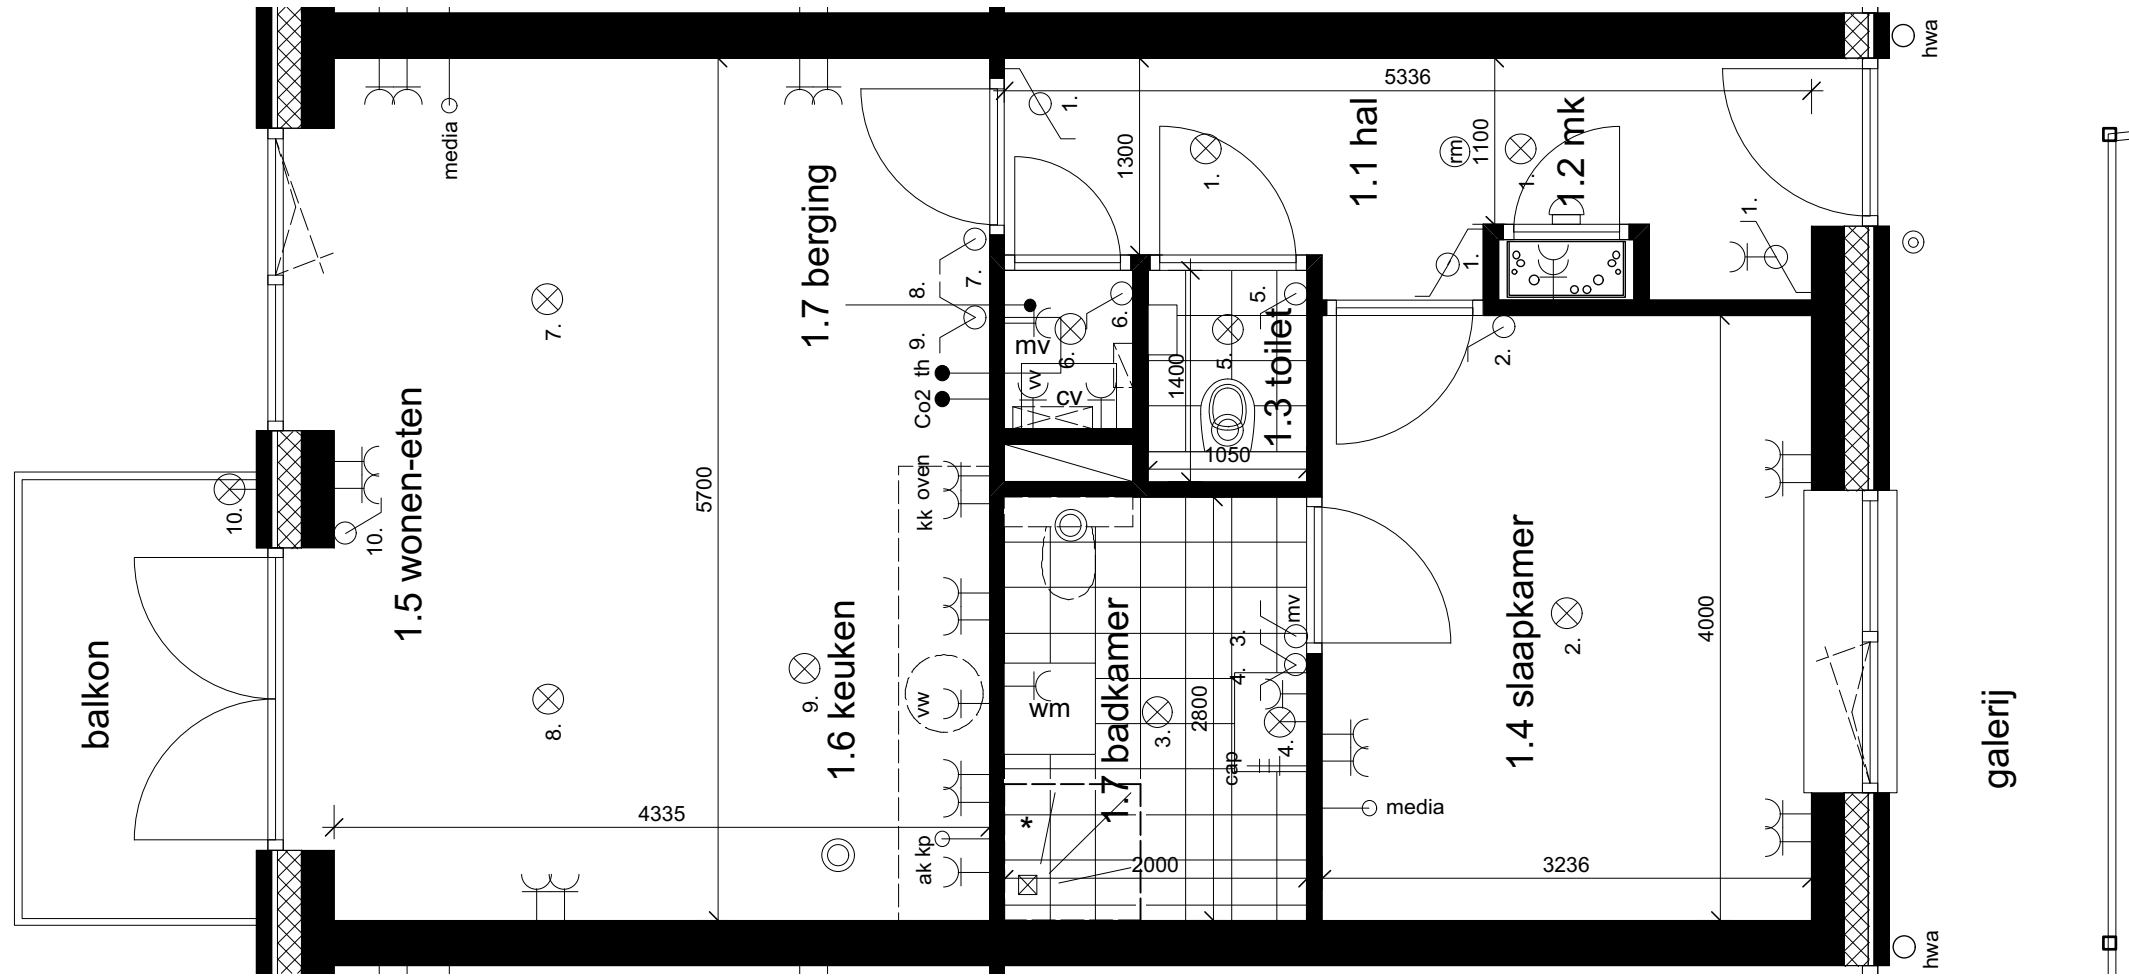 hwa
5336
1.
1.1 hal
rm
1100
1.
1.2 mk
media
1300
1.
1.
1.7 berging
7.
8.
9.
th
Co2
7.
6.
mv
6.
vv
cv
5.
5.
1.3 toilet
1400
1050
1.
2.
1.5 wonen-eten
5700
kk oven
10.
10.
balkon
8.
9.
1.6 keuken
vw
wm
1.7 badkamer
3.
2800
mv
3.
4.
4.
cap
1.4 slaapkamer
2.
4000
galerij
4335
ak kp
*
2000
media
3236
hwa